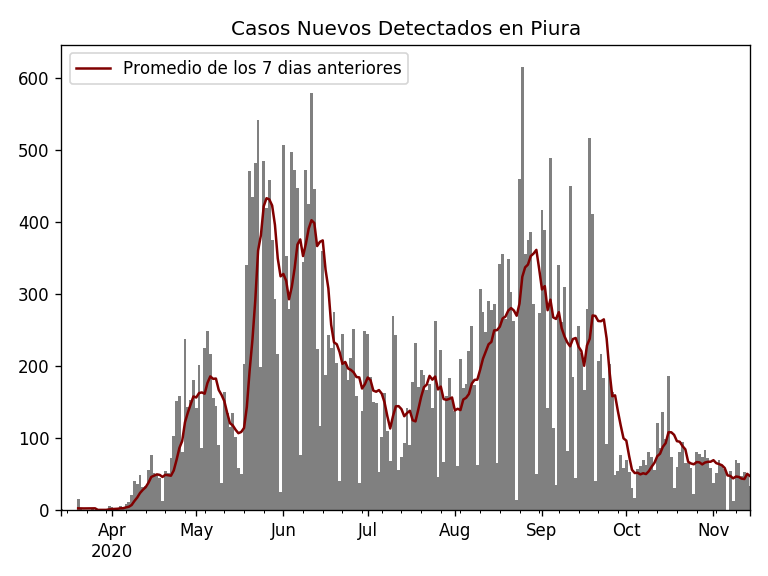 Casos Nuevos Detectados en Piura
Promedio de los 7 dias anteriores
600
500
400
300
200
100
0
Apr May Jun Jul Aug Sep Oct Nov
2020